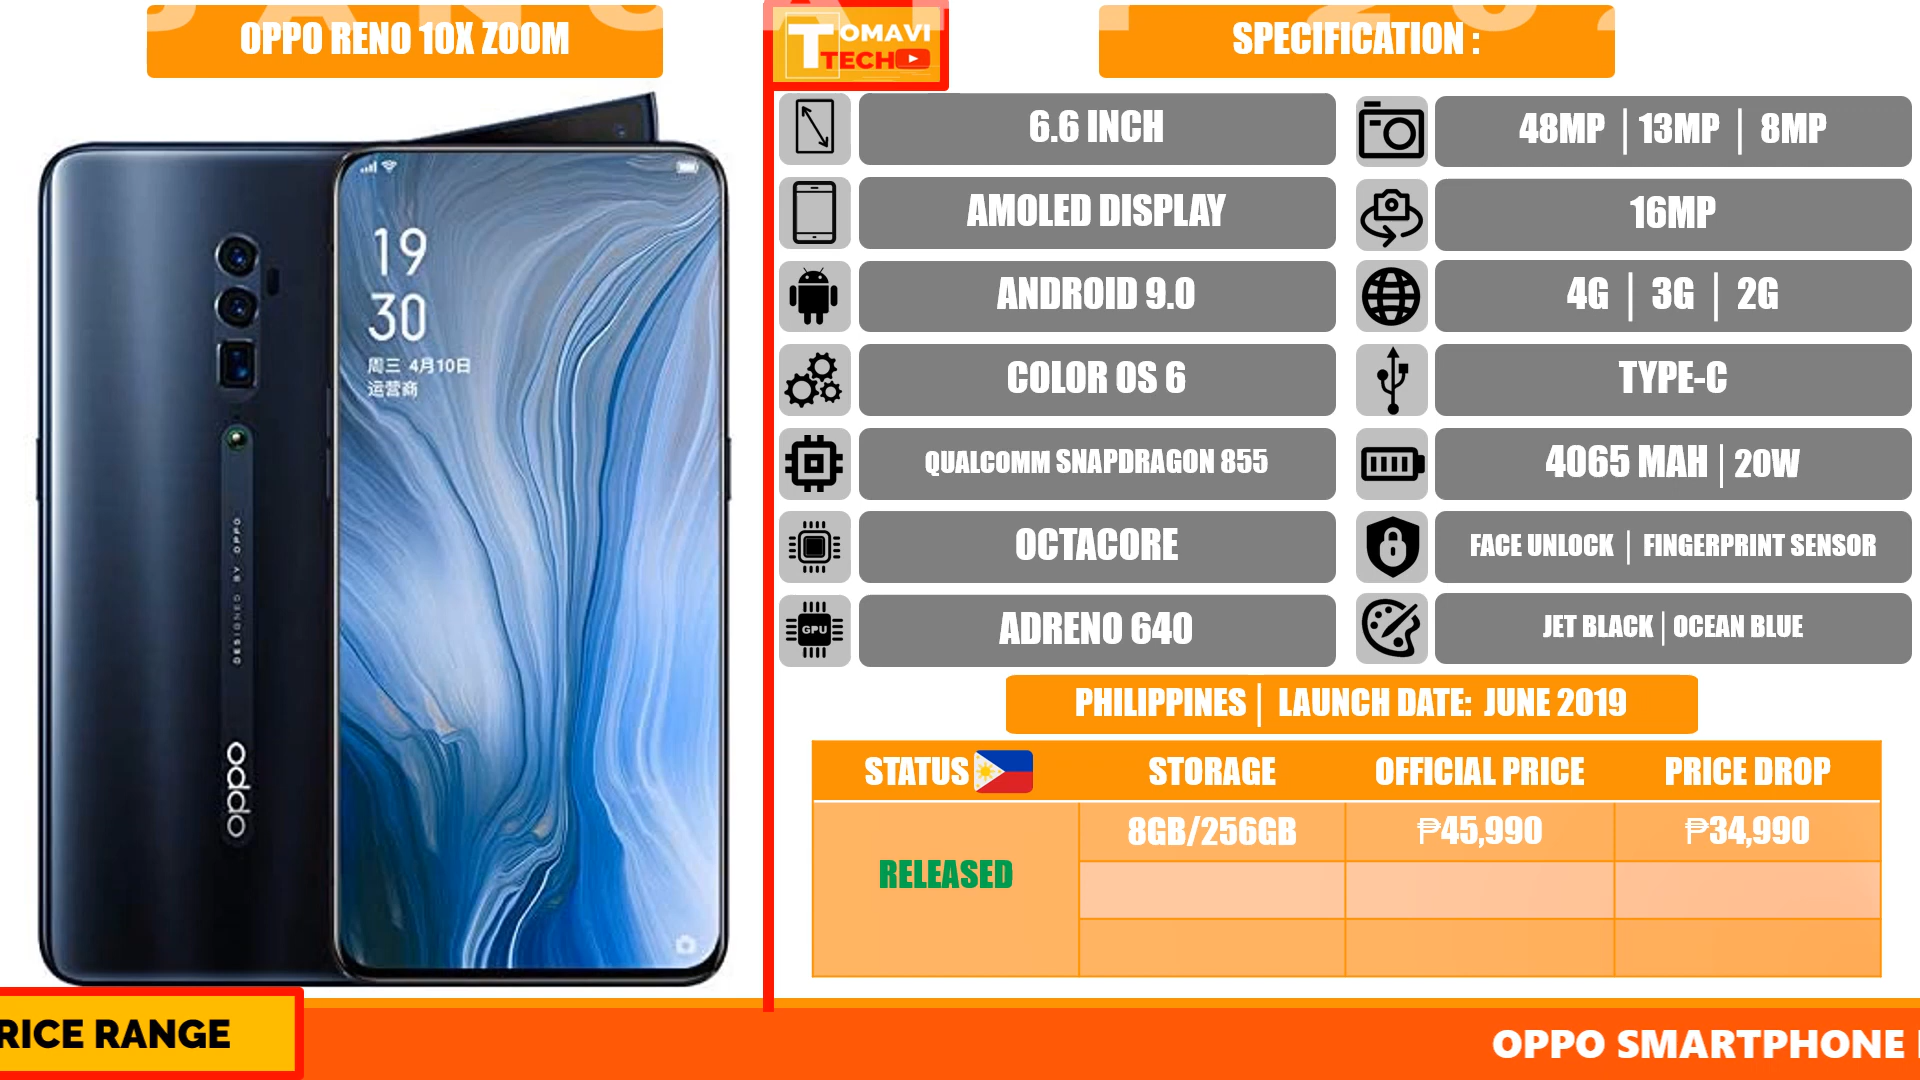 OPPO RENO 10X ZOOM
TOMAVI
TECH
SPECIFICATION :
19
30
周三 4月10日
运营商
DESIGNED BY OPPO
oppo
6.6 INCH
AMOLED DISPLAY
ANDROID 9.0
COLOR OS 6
QUALCOMM SNAPDRAGON 855
OCTACORE
GPU
ADRENO 640
48MP | 13MP | 8MP
16MP
4G | 3G | 2G
TYPE-C
4065 MAH | 20W
FACE UNLOCK | FINGERPRINT SENSOR
JET BLACK | OCEAN BLUE
PHILIPPINES | LAUNCH DATE: JUNE 2019
STATUS STORAGE OFFICIAL PRICE PRICE DROP
RELEASED 8GB/256GB ₱45,990 ₱34,990
RICE RANGE
OPPO SMARTPHONE